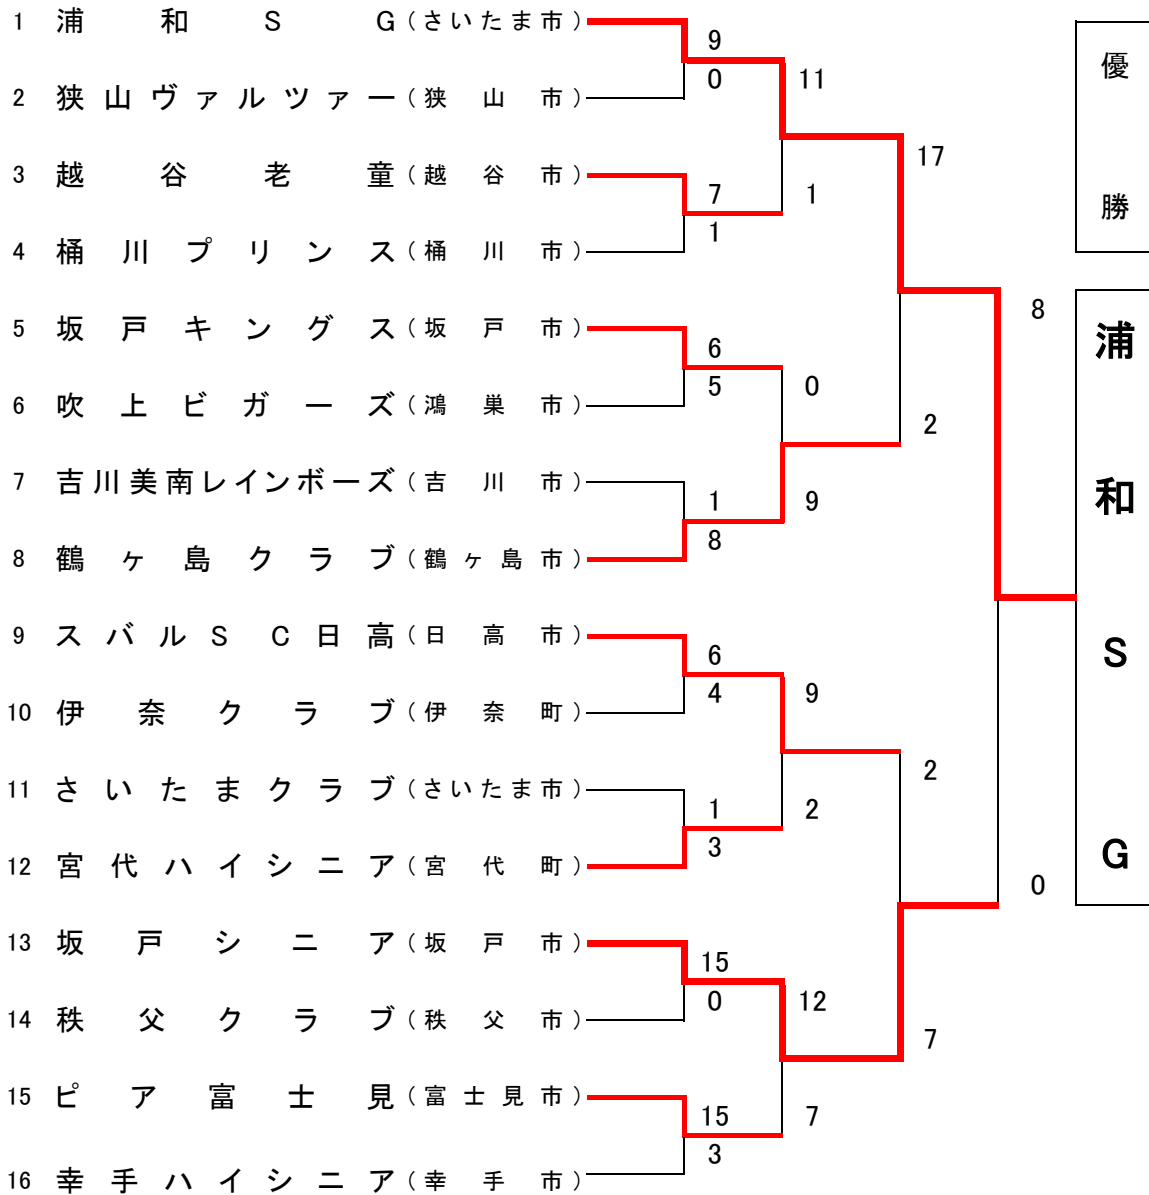 1 浦和SG（さいたま市）
9
0
11
2 狭山ヴァルツァー（狭山市）
3 越谷老童（越谷市）
7
1
1
17
4 桶川プリンス（桶川市）
5 坂戸キングス（坂戸市）
6
5
0
6 吹上ビガーズ（鴻巣市）
2
7 吉川美南レインボーズ（吉川市）
1
8
9
8 鶴ヶ島クラブ（鶴ヶ島市）
8
9 スバルSC日高（日高市）
6
4
9
10 伊奈クラブ（伊奈町）
11 さいたまクラブ（さいたま市）
1
3
2
2
12 宮代ハイシニア（宮代町）
0
13 坂戸シニア（坂戸市）
15
0
12
14 秩父クラブ（秩父市）
7
15 ピア富士見（富士見市）
15
3
7
16 幸手ハイシニア（幸手市）
優勝
浦和SG